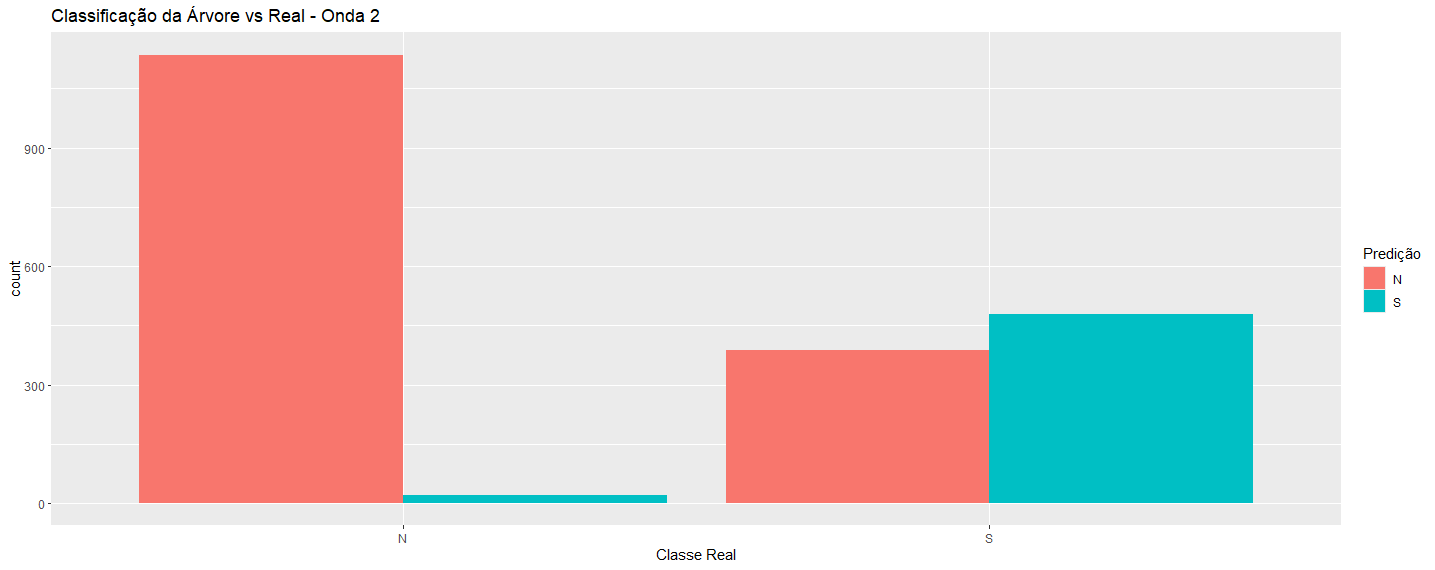 Classificação da Árvore vs Real - Onda 2
count
900
600
300
0
N
S
Classe Real
Predição
N
S